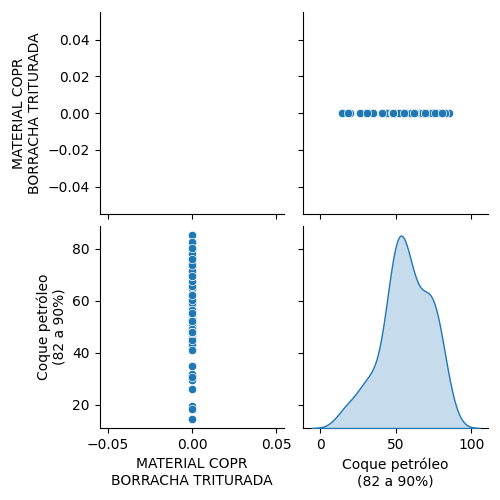 0.04
0.02
0.00
−0.02
−0.04
MATERIAL COPR
BORRACHA TRITURADA
80
60
40
20
Coque petróleo
(82 a 90%)
−0.05 0.00 0.05
MATERIAL COPR
BORRACHA TRITURADA
0 50 100
Coque petróleo
(82 a 90%)